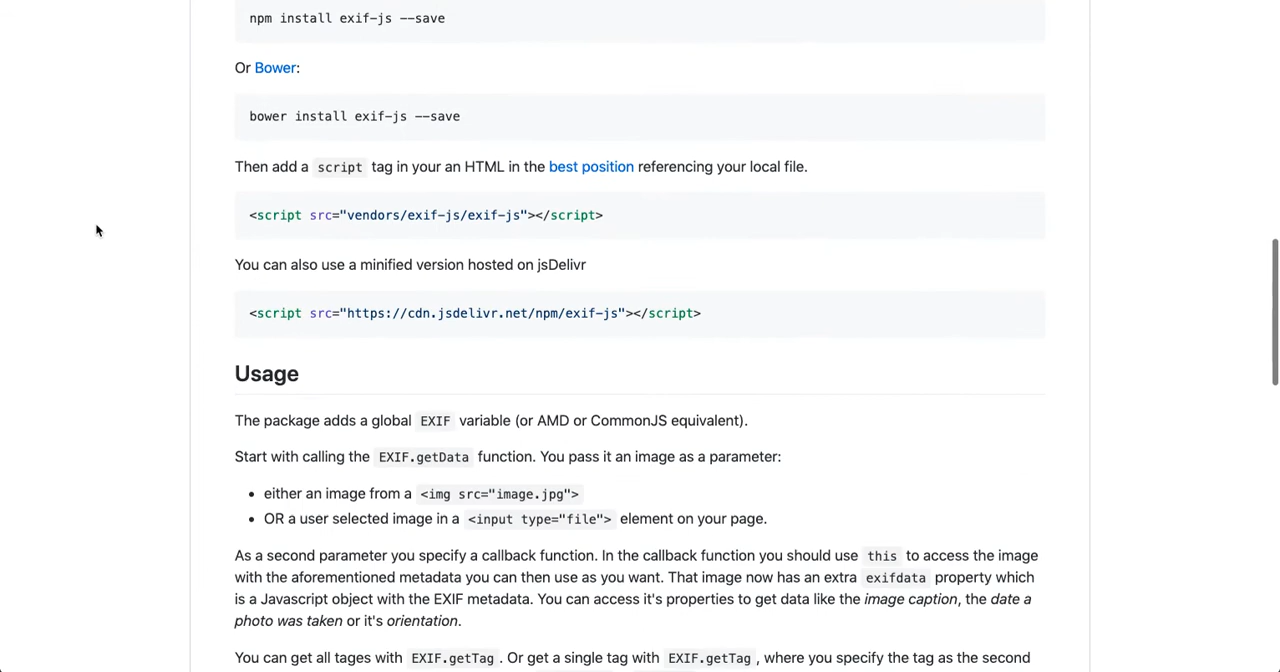 npm install exif-js --save
Or Bower:
bower install exif-js --save
Then add a script tag in your an HTML in the best position referencing your local file.
<script src="vendors/exif-js/exif-js"></script>
You can also use a minified version hosted on jsDelivr
<script src="https://cdn.jsdelivr.net/npm/exif-js"></script>
Usage
The package adds a global EXIF variable (or AMD or CommonJS equivalent).
Start with calling the EXIF.getData function. You pass it an image as a parameter:
• either an image from a <img src="image.jpg">
• OR a user selected image in a <input type="file"> element on your page.
As a second parameter you specify a callback function. In the callback function you should use this to access the image
with the aforementioned metadata you can then use as you want. That image now has an extra exifdata property which
is a Javascript object with the EXIF metadata. You can access it's properties to get data like the image caption, the date a
photo was taken or it's orientation.
You can get all tages with EXIF.getTag . Or get a single tag with EXIF.getTag , where you specify the tag as the second